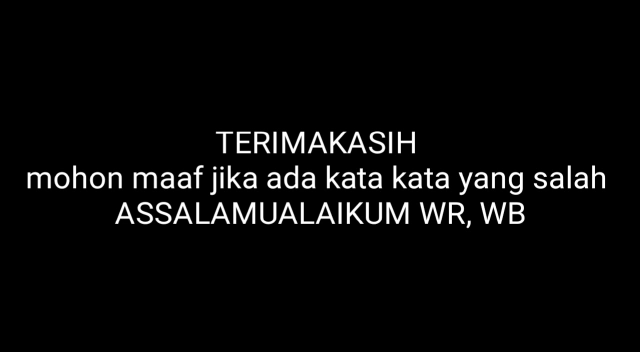 TERIMAKASIH
mohon maaf jika ada kata kata yang salah
ASSALAMUALAIKUM WR, WB